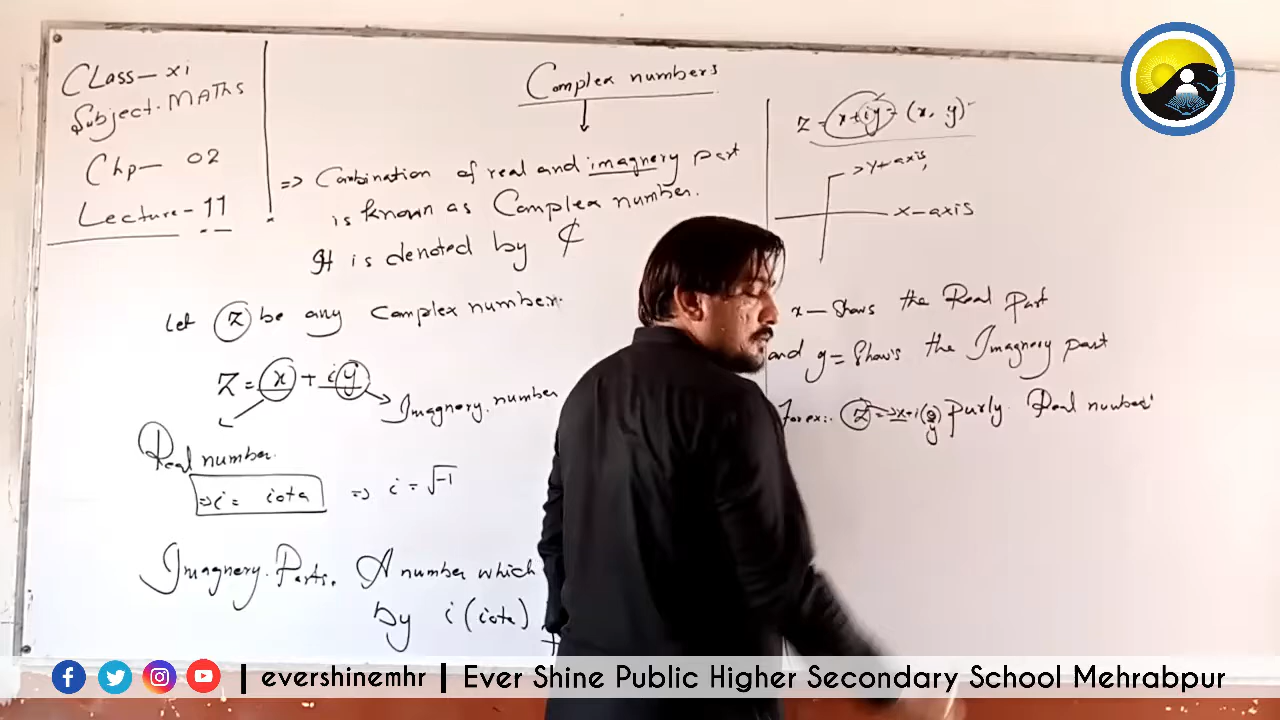 CLass - xi
Subject. MATHs
Chp - 02
Lecture - 11
Complex numbers
=> Combination of real and imagnery part
is known as Complex number.
It is denoted by ₵
Let Z be any Complex number.
Z = x + iy
Imagnery. number
Real number.
=> i = iota => i = √-1
Imagnery. Parts. A number which
by i (iota)
Z = x + iy = (x, y)
> Y + axis,
X - axis
x — Shows the Real Part
and y = Show's the Imagnery part
For ex:. Z = x + i(0) purly. Real number
y
| evershinemhr | Ever Shine Public Higher Secondary School Mehrabpur